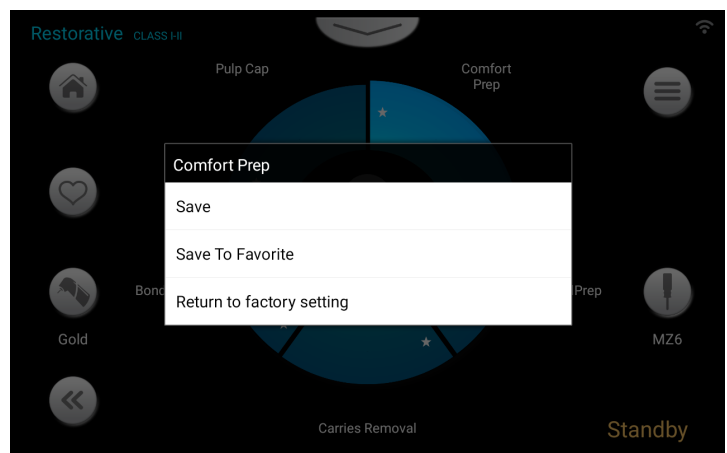 Restorative CLASS I-II
Pulp Cap
Comfort
Prep
Comfort Prep
Save
Save To Favorite
Return to factory setting
Bond
lPrep
Gold
MZ6
Carries Removal
Standby